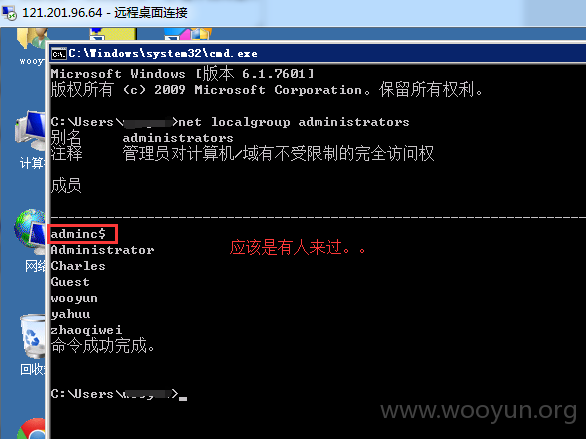 121.201.96.64 - 远程桌面连接
wooyu
C:\Windows\system32\cmd.exe
Microsoft Windows [版本 6.1.7601]
版权所有 (c) 2009 Microsoft Corporation。保留所有权利。
C:\Users\ >net localgroup administrators
别名 administrators
注释 管理员对计算机/域有不受限制的完全访问权
计算
成员
-------------------------------------------------------------------------------
adminc$
Administrator
应该是有人来过。。
网络
Charles
Guest
wooyun
yahuu
zhaoqiwei
命令成功完成。
回收
C:\Users\ >
www.wooyun.org